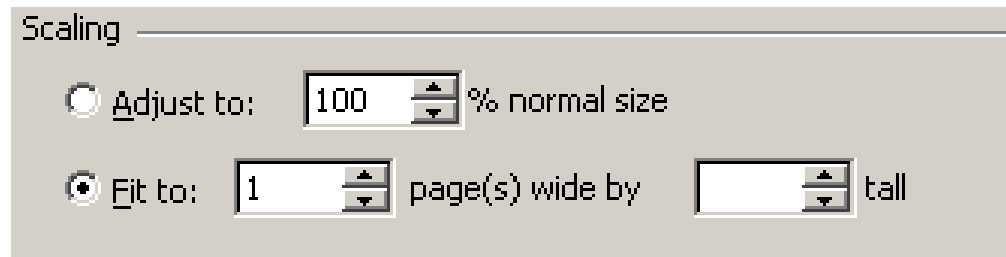 Scaling
Adjust to: 100 % normal size
Fit to: 1 page(s) wide by tall